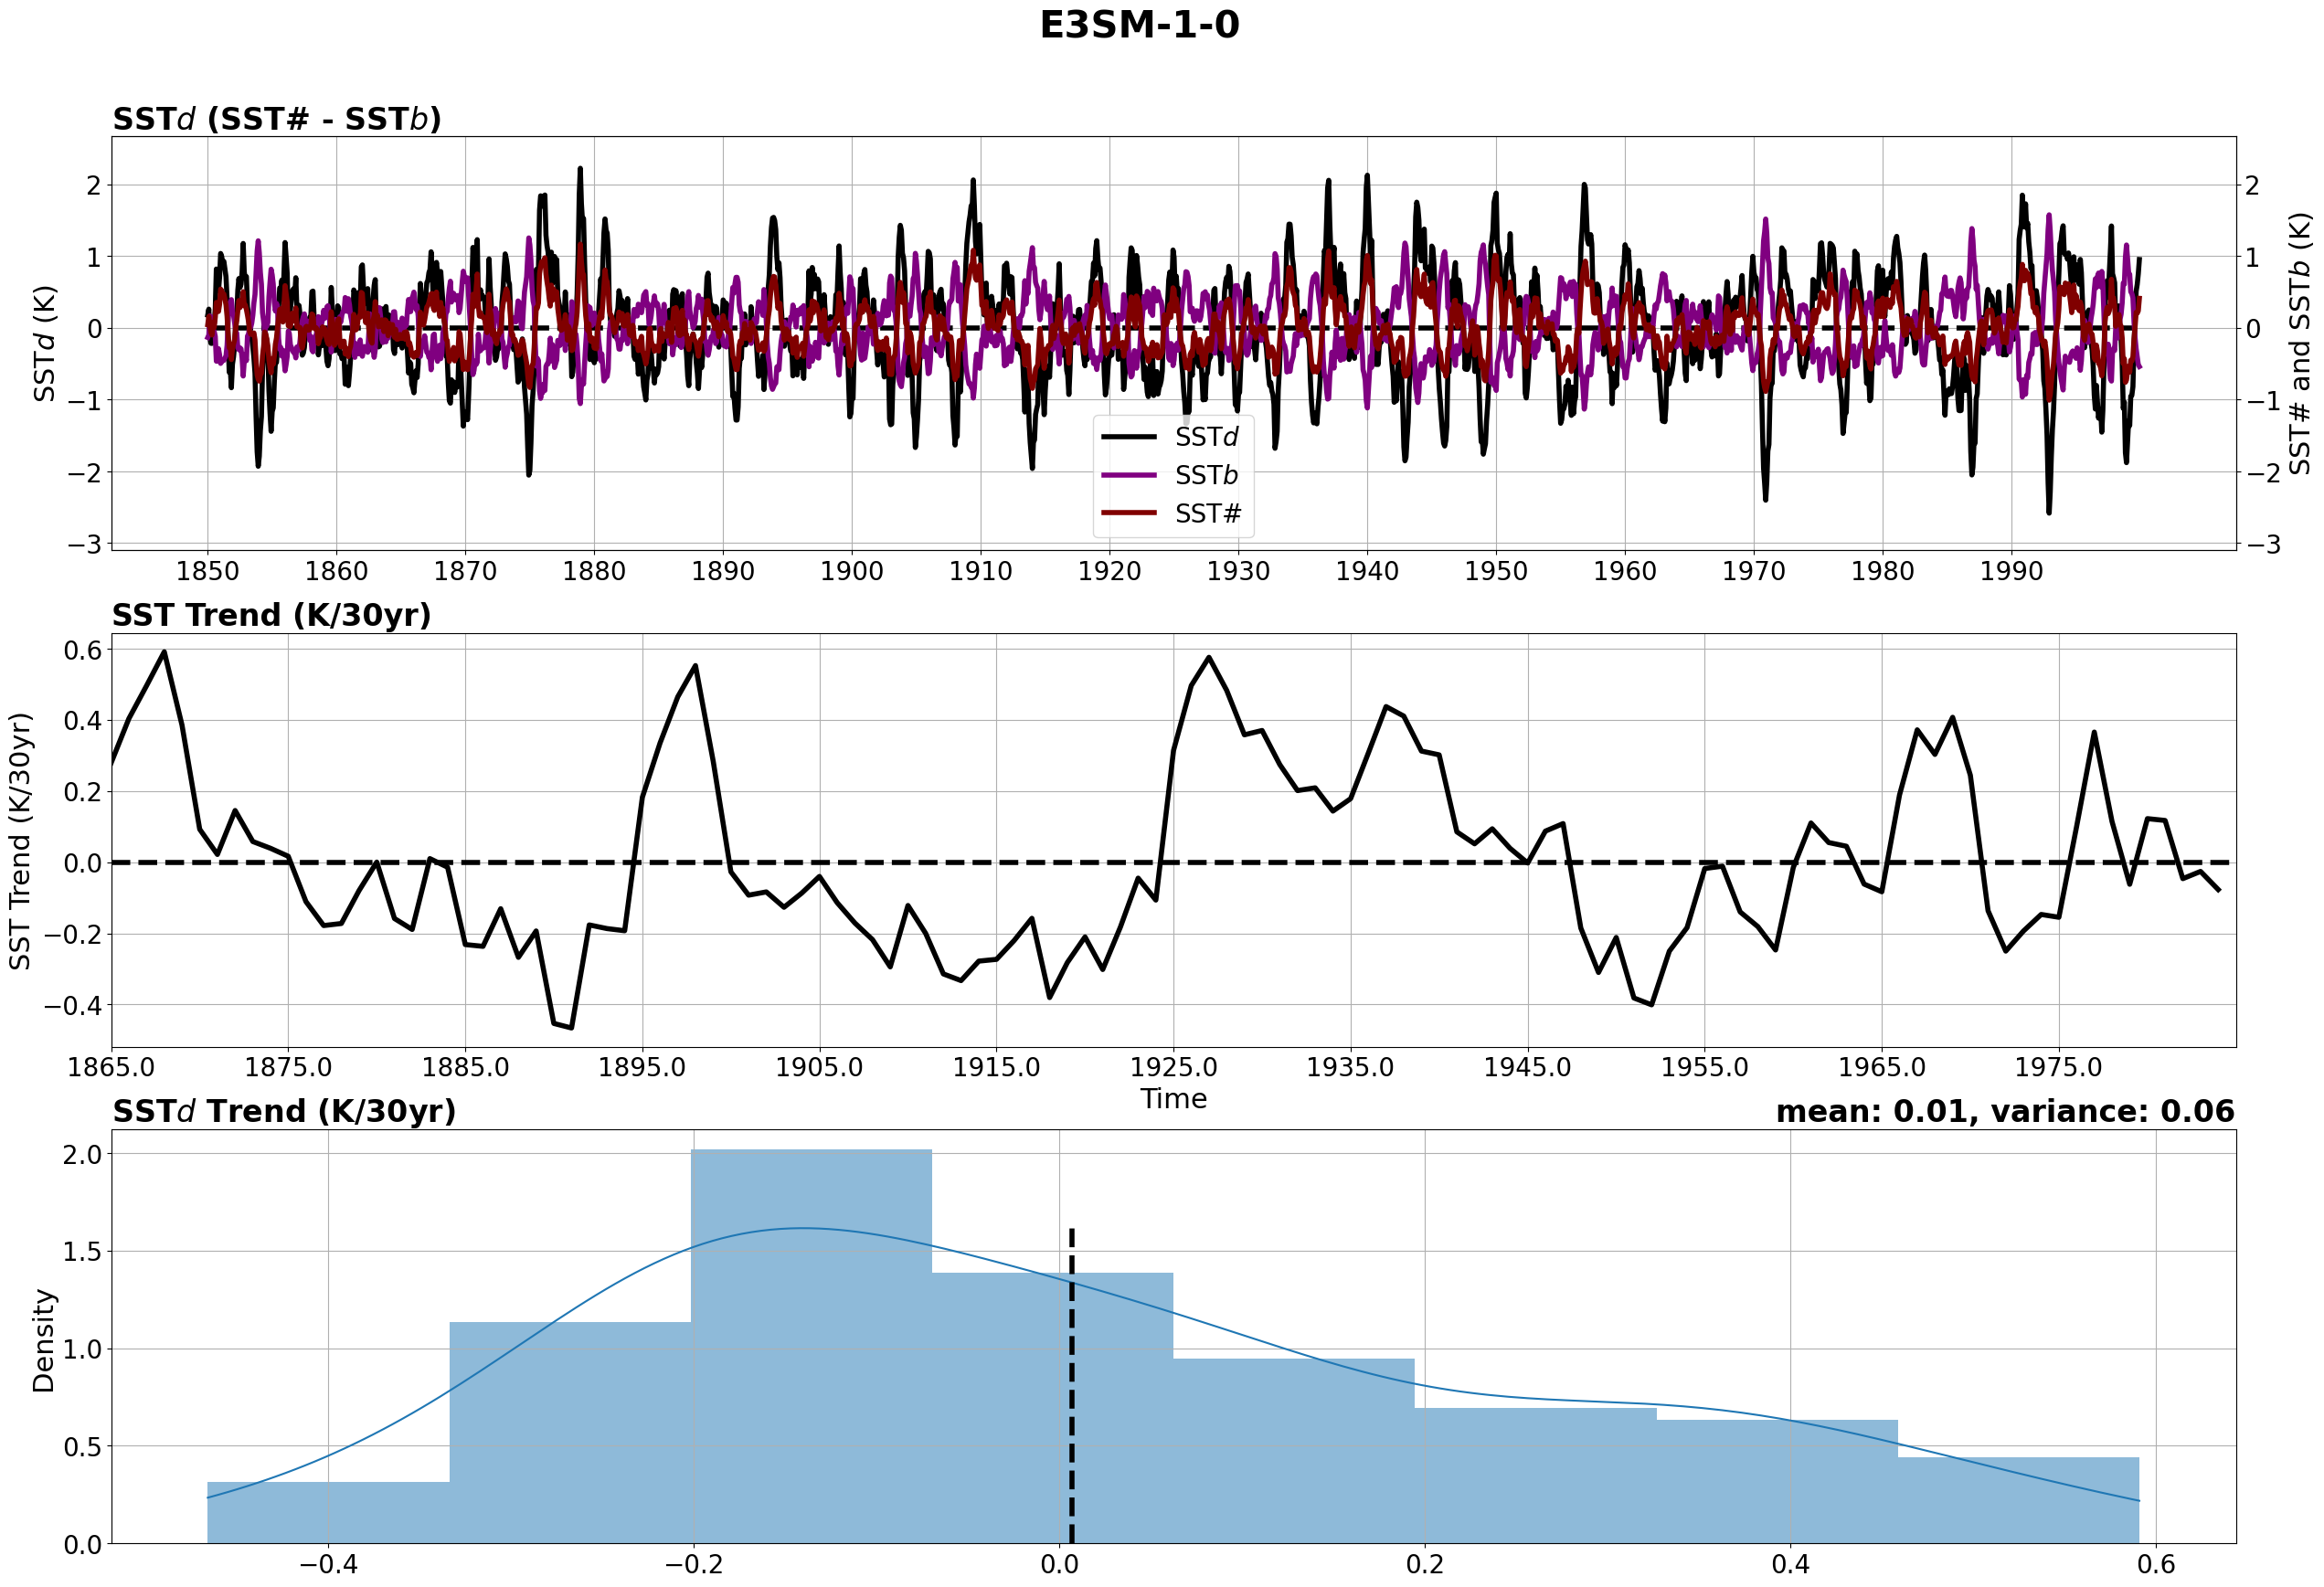 E3SM-1-0
SSTd (SST# - SSTb)
SSTd (K)
2
1
0
−1
−2
−3
2
1
0
−1
−2
−3
SST# and SSTb (K)
SSTd
SSTb
SST#
1850 1860 1870 1880 1890 1900 1910 1920 1930 1940 1950 1960 1970 1980 1990
SST Trend (K/30yr)
SST Trend (K/30yr)
0.6
0.4
0.2
0.0
−0.2
−0.4
1865.0 1875.0 1885.0 1895.0 1905.0 1915.0 1925.0 1935.0 1945.0 1955.0 1965.0 1975.0
Time
SSTd Trend (K/30yr)
mean: 0.01, variance: 0.06
Density
2.0
1.5
1.0
0.5
0.0
−0.4 −0.2 0.0 0.2 0.4 0.6